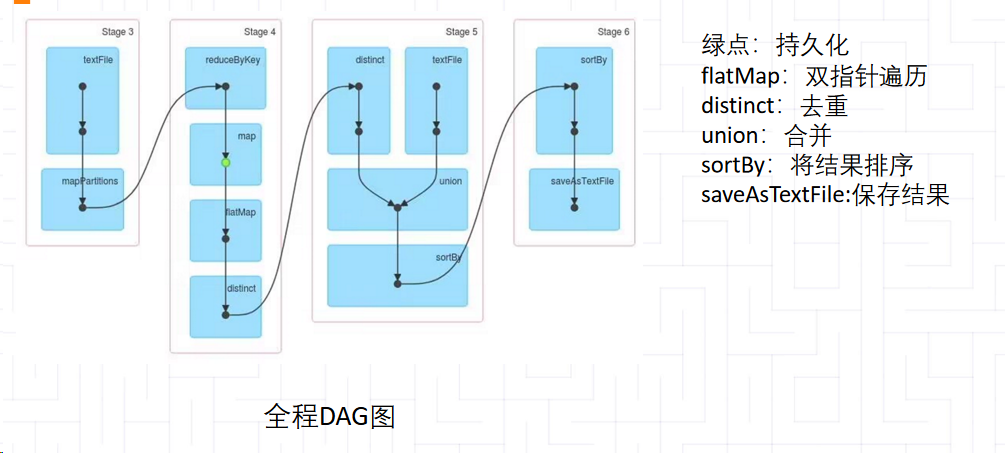 Stage 3
textFile
mapPartitions
Stage 4
reduceByKey
map
flatMap
distinct
Stage 5
distinct
textFile
union
sortBy
Stage 6
sortBy
saveAsTextFile
绿点：持久化
flatMap：双指针遍历
distinct：去重
union：合并
sortBy：将结果排序
saveAsTextFile:保存结果
全程DAG图